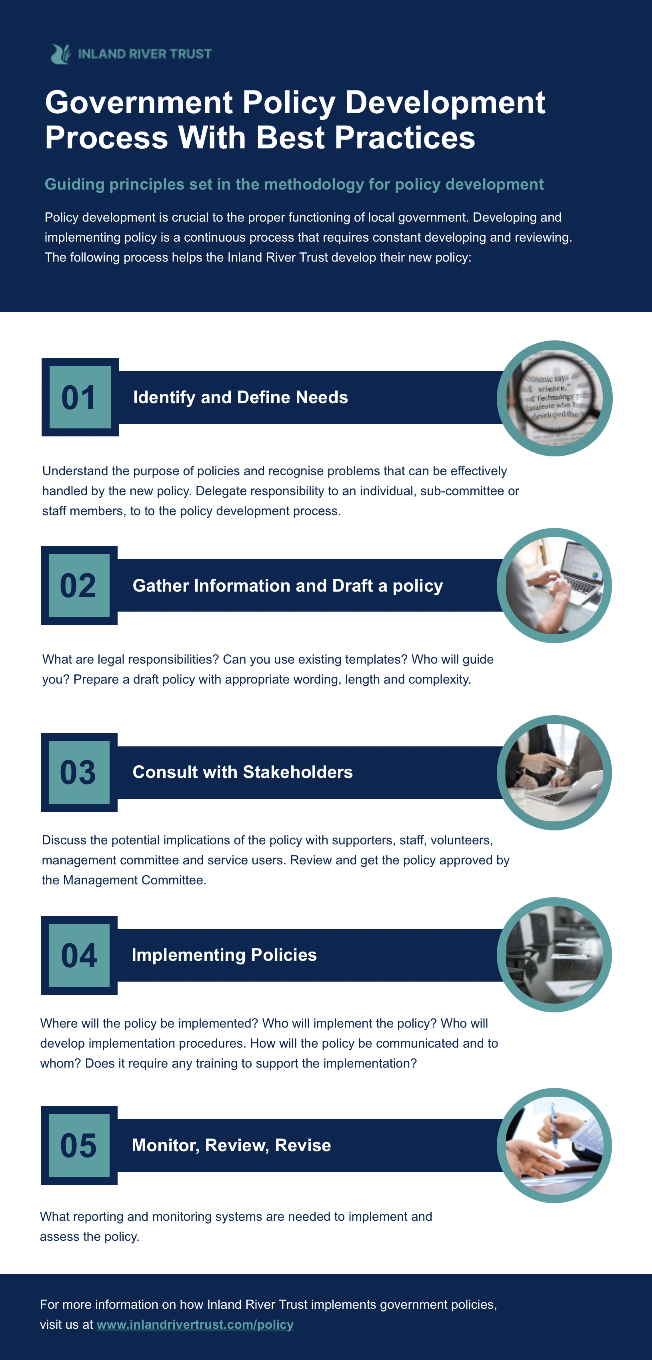 INLAND RIVER TRUST
Government Policy Development
Process With Best Practices
Guiding principles set in the methodology for policy development
Policy development is crucial to the proper functioning of local government. Developing and
implementing policy is a continuous process that requires constant developing and reviewing.
The following process helps the Inland River Trust develop their new policy:
01
Identify and Define Needs
cosmic rays
science,"
of Technology
laureate who h
developed the
Understand the purpose of policies and recognise problems that can be effectively
handled by the new policy. Delegate responsibility to an individual, sub-committee or
staff members, to to the policy development process.
02
Gather Information and Draft a policy
What are legal responsibilities? Can you use existing templates? Who will guide
you? Prepare a draft policy with appropriate wording, length and complexity.
03
Consult with Stakeholders
Discuss the potential implications of the policy with supporters, staff, volunteers,
management committee and service users. Review and get the policy approved by
the Management Committee.
04
Implementing Policies
Where will the policy be implemented? Who will implement the policy? Who will
develop implementation procedures. How will the policy be communicated and to
whom? Does it require any training to support the implementation?
05
Monitor, Review, Revise
What reporting and monitoring systems are needed to implement and
assess the policy.
For more information on how Inland River Trust implements government policies,
visit us at www.inlandrivertrust.com/policy